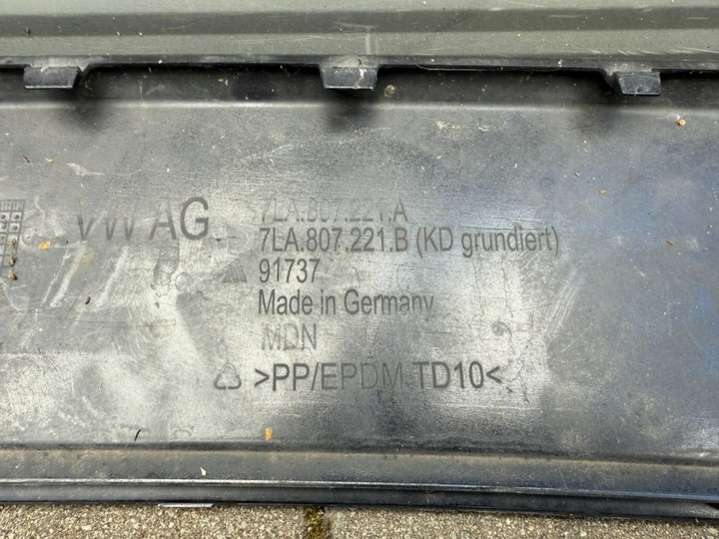 VW AG
7LA.807.221.A
7LA.807.221.B (KD grundiert)
91737
Made in Germany
MDN
>PP/EPDM TD10<